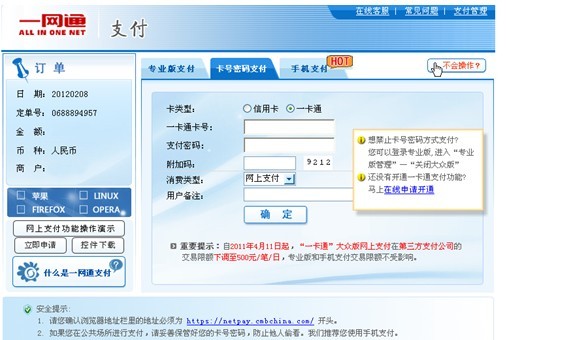 一网通
ALL IN ONE NET
支付
在线客服 | 常见问题 | 支付管理
订 单
日 期: 20120208
定单号: 0688894957
金 额:
币 种: 人民币
商 户:
苹果 LINUX
FIREFOX OPERA
网上支付功能操作演示
立即申请 控件下载
什么是一网通支付?
专业版支付 卡号密码支付 手机支付 HOT
不会操作?
卡类型: 信用卡 一卡通
一卡通卡号:
支付密码:
附加码: 9212
消费类型: 网上支付
用户备注:
确 定
想禁止卡号密码方式支付?
您可以登录专业版,进入“专业
版管理”—“关闭大众版”
还没有开通一卡通支付功能?
马上在线申请开通
重要提示: 自2011年4月11日起,“一卡通”大众版网上支付在第三方支付公司的
交易限额下调至500元/笔/日, 专业版和手机支付交易限额不受影响。
安全提示:
1. 请您确认浏览器地址栏里的地址必须为 https://netpay.cmbchina.com/ 开头。
2. 如果您在公共场所进行支付, 请妥善保管好您的卡号密码, 防止他人偷看。我们推荐您使用手机支付。